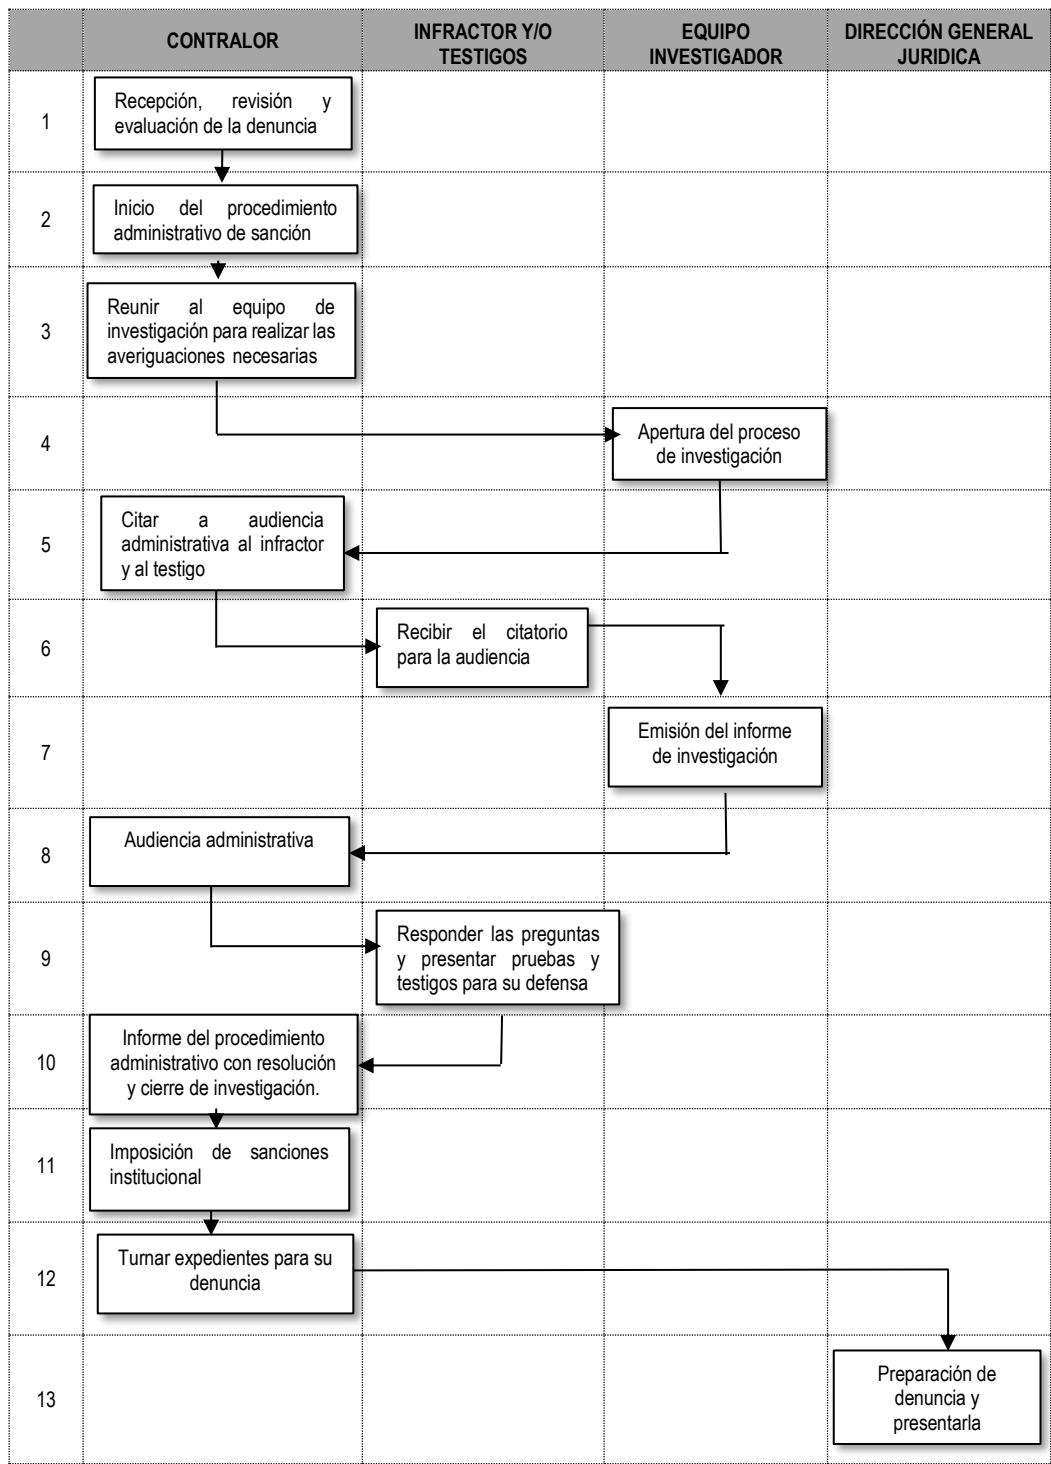 CONTRALOR
INFRACTOR Y/O
TESTIGOS
EQUIPO
INVESTIGADOR
DIRECCIÓN GENERAL
JURIDICA
1
Recepción, revisión y
evaluación de la denuncia
2
Inicio del procedimiento
administrativo de sanción
3
Reunir al equipo de
investigación para realizar las
averiguaciones necesarias
4
Apertura del proceso
de investigación
5
Citar a audiencia
administrativa al infractor
y al testigo
6
Recibir el citatorio
para la audiencia
7
Emisión del informe
de investigación
8
Audiencia administrativa
9
Responder las preguntas
y presentar pruebas y
testigos para su defensa
10
Informe del procedimiento
administrativo con resolución
y cierre de investigación.
11
Imposición de sanciones
institucional
12
Turnar expedientes para su
denuncia
13
Preparación de
denuncia y
presentarla